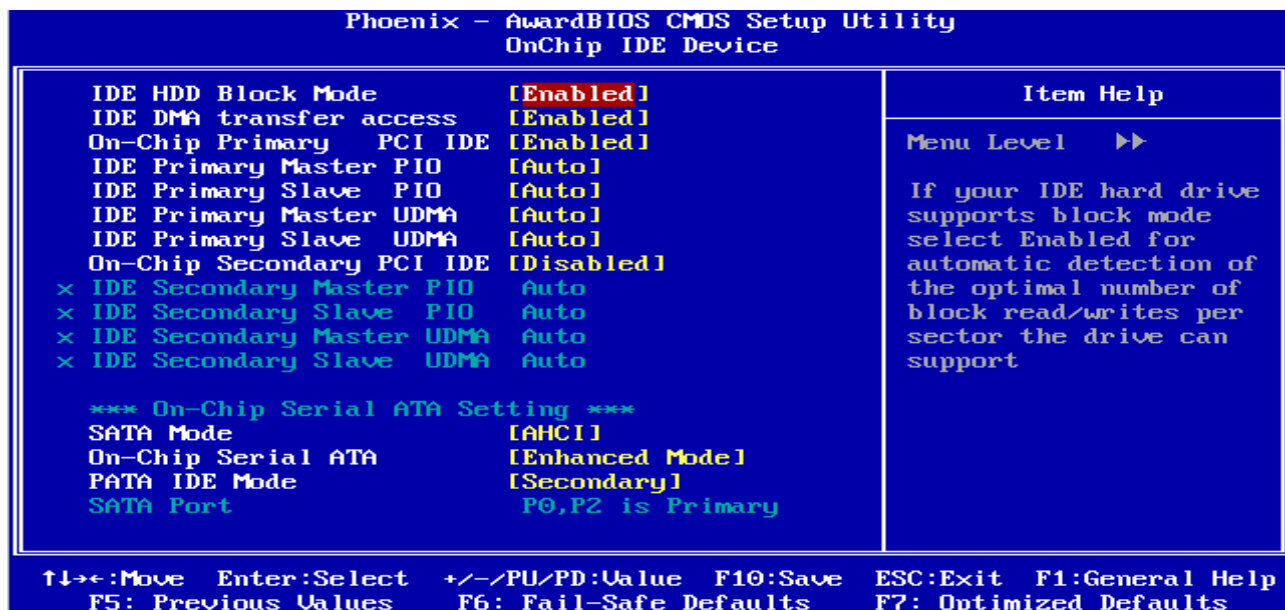 Phoenix - AwardBIOS CMOS Setup Utility
OnChip IDE Device
IDE HDD Block Mode [Enabled]
IDE DMA transfer access [Enabled]
On-Chip Primary PCI IDE [Enabled]
IDE Primary Master PIO [Auto]
IDE Primary Slave PIO [Auto]
IDE Primary Master UDMA [Auto]
IDE Primary Slave UDMA [Auto]
On-Chip Secondary PCI IDE [Disabled]
x IDE Secondary Master PIO Auto
x IDE Secondary Slave PIO Auto
x IDE Secondary Master UDMA Auto
x IDE Secondary Slave UDMA Auto
*** On-Chip Serial ATA Setting ***
SATA Mode [AHCI]
On-Chip Serial ATA [Enhanced Mode]
PATA IDE Mode [Secondary]
SATA Port P0,P2 is Primary
Item Help
Menu Level ►►
If your IDE hard drive
supports block mode
select Enabled for
automatic detection of
the optimal number of
block read/writes per
sector the drive can
support
↑↓→←:Move Enter:Select +/-/PU/PD:Value F10:Save ESC:Exit F1:General Help
F5: Previous Values F6: Fail-Safe Defaults F7: Optimized Defaults